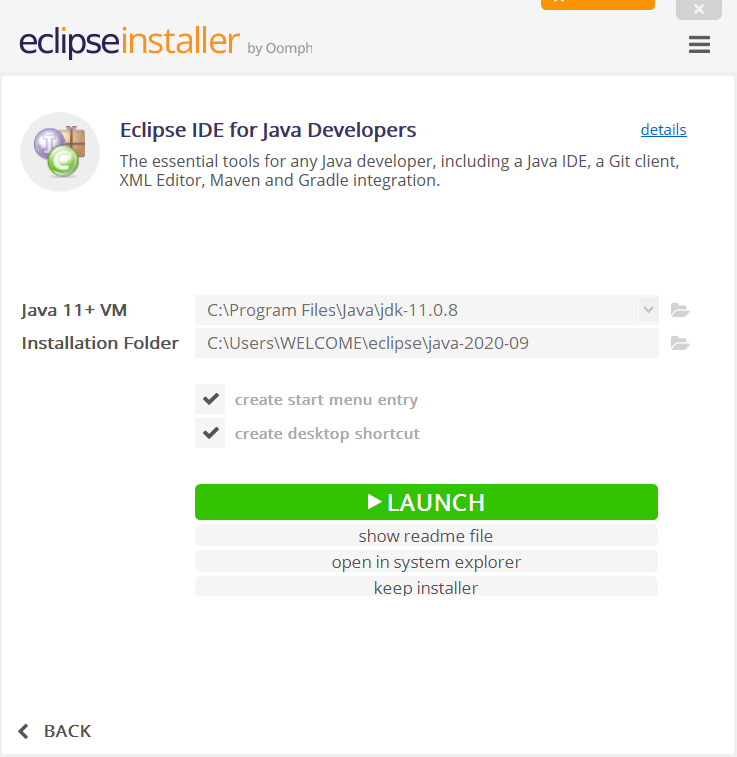 eclipseinstaller by Oomph
Eclipse IDE for Java Developers details
The essential tools for any Java developer, including a Java IDE, a Git client,
XML Editor, Maven and Gradle integration.
Java 11+ VM C:\Program Files\Java\jdk-11.0.8
Installation Folder C:\Users\WELCOME\eclipse\java-2020-09
create start menu entry
create desktop shortcut
LAUNCH
show readme file
open in system explorer
keep installer
BACK